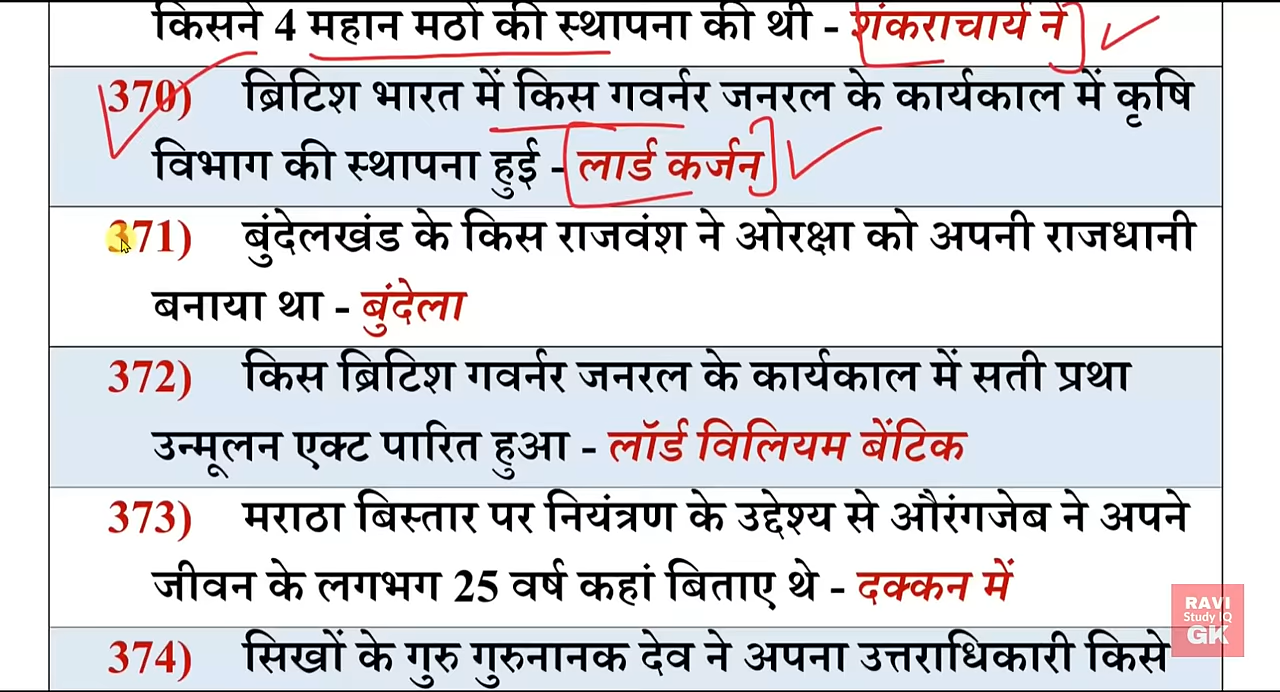 किसने 4 महान मठों की स्थापना की थी - शंकराचार्य ने
370) ब्रिटिश भारत में किस गवर्नर जनरल के कार्यकाल में कृषि
विभाग की स्थापना हुई - लार्ड कर्जन
371) बुंदेलखंड के किस राजवंश ने ओरक्षा को अपनी राजधानी
बनाया था - बुंदेला
372) किस ब्रिटिश गवर्नर जनरल के कार्यकाल में सती प्रथा
उन्मूलन एक्ट पारित हुआ - लॉर्ड विलियम बेंटिक
373) मराठा बिस्तार पर नियंत्रण के उद्देश्य से औरंगजेब ने अपने
जीवन के लगभग 25 वर्ष कहां बिताए थे - दक्कन में
374) सिखों के गुरु गुरुनानक देव ने अपना उत्तराधिकारी किसे
RAVI
Study IQ
GK